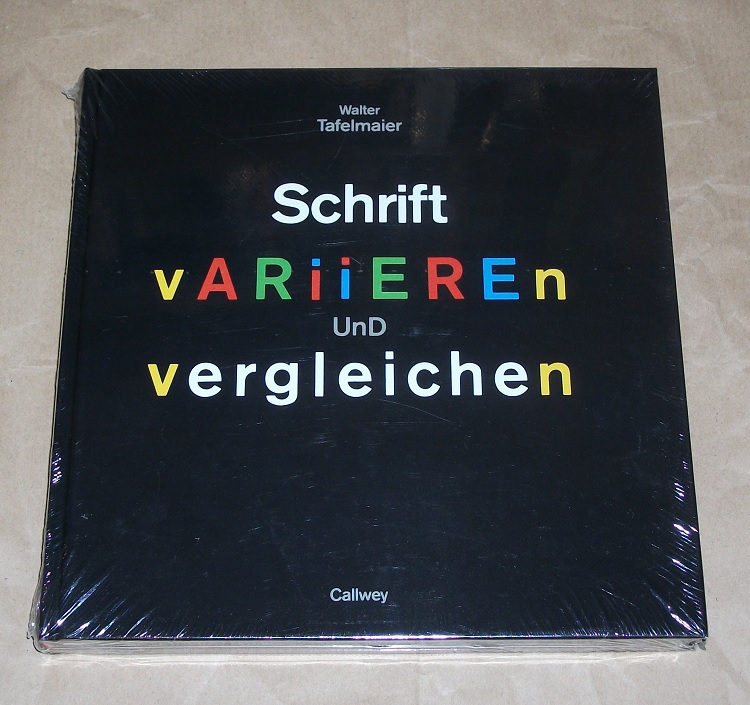 Walter
Tafelmaier
Schrift
vARiiEREn
UnD
vergleichen
Callwey